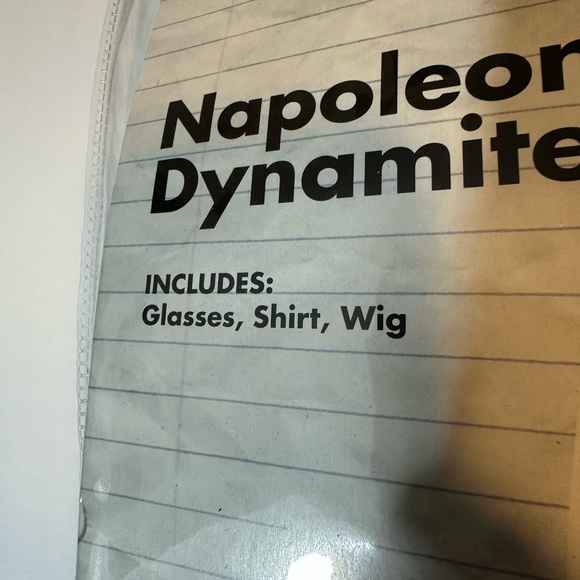 Napoleon
Dynamite
INCLUDES:
Glasses, Shirt, Wig